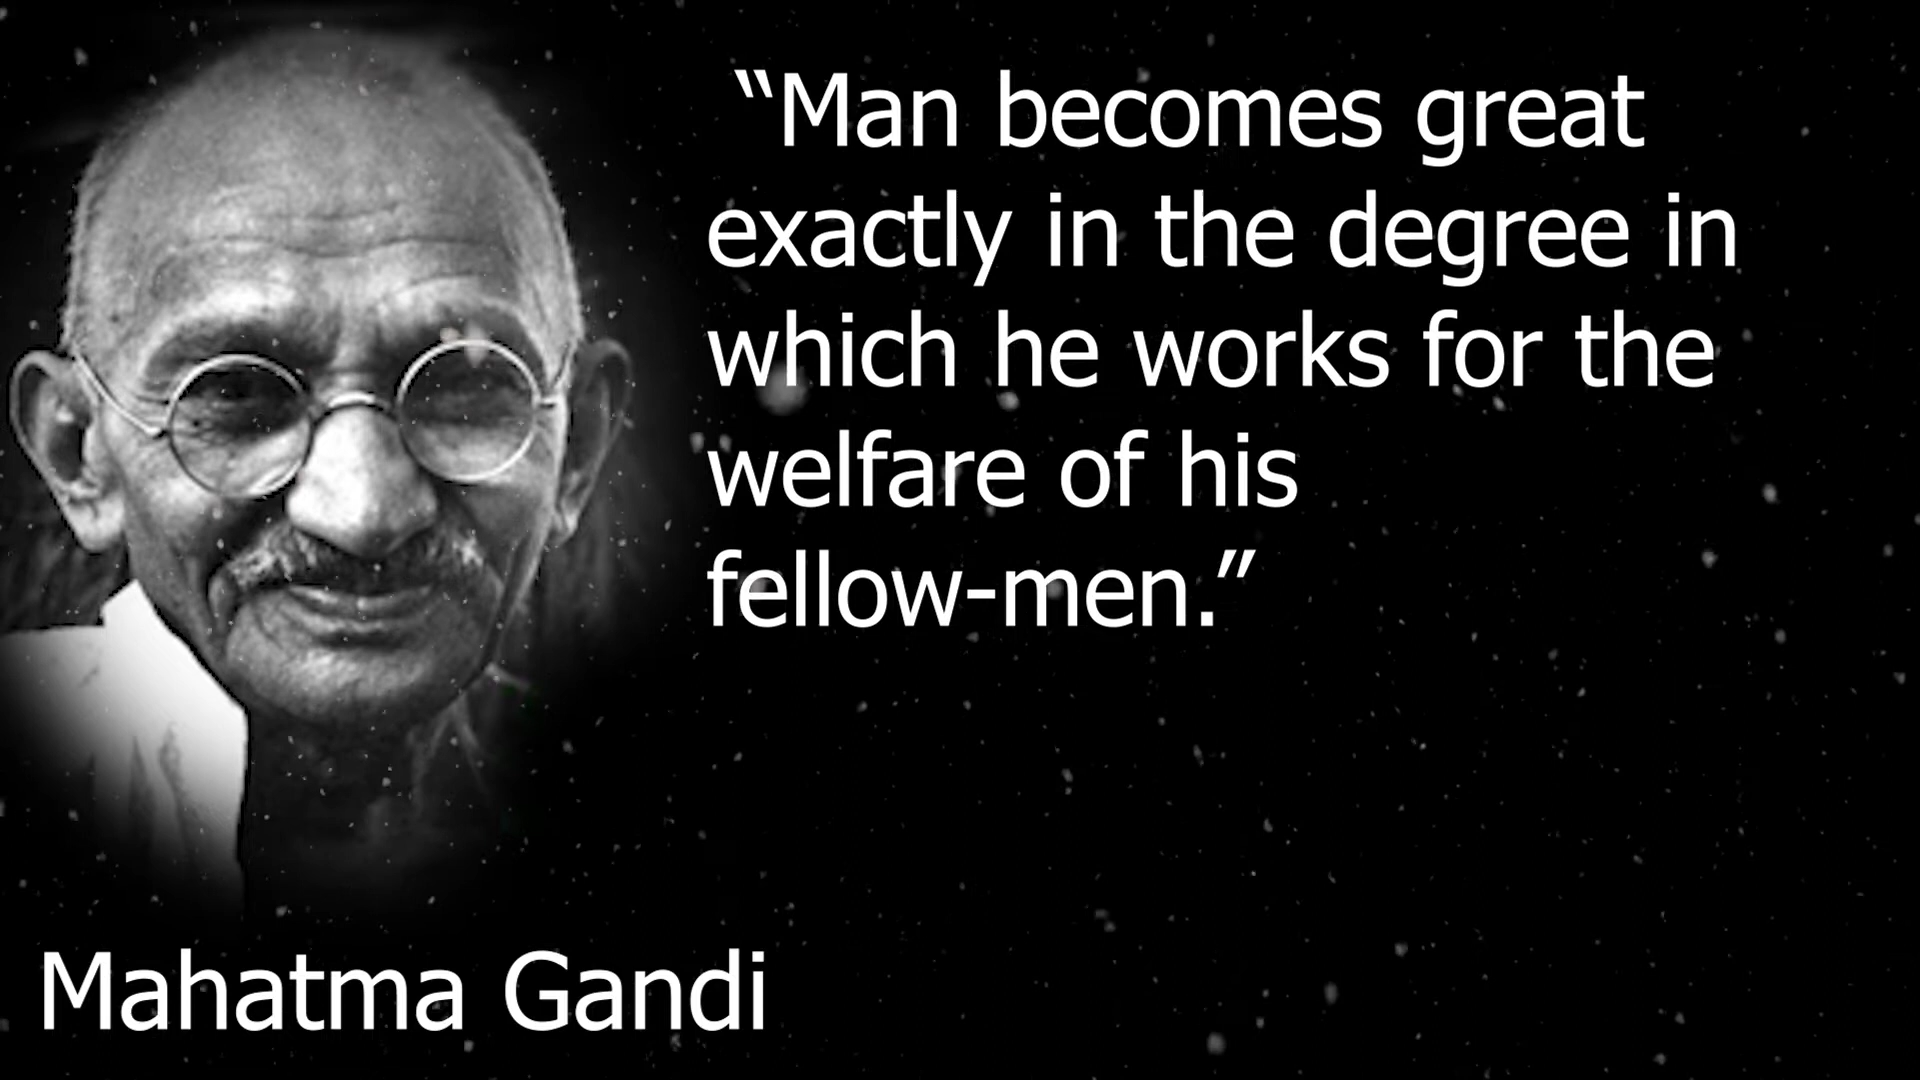 “Man becomes great
exactly in the degree in
which he works for the
welfare of his
fellow-men.”
Mahatma Gandi